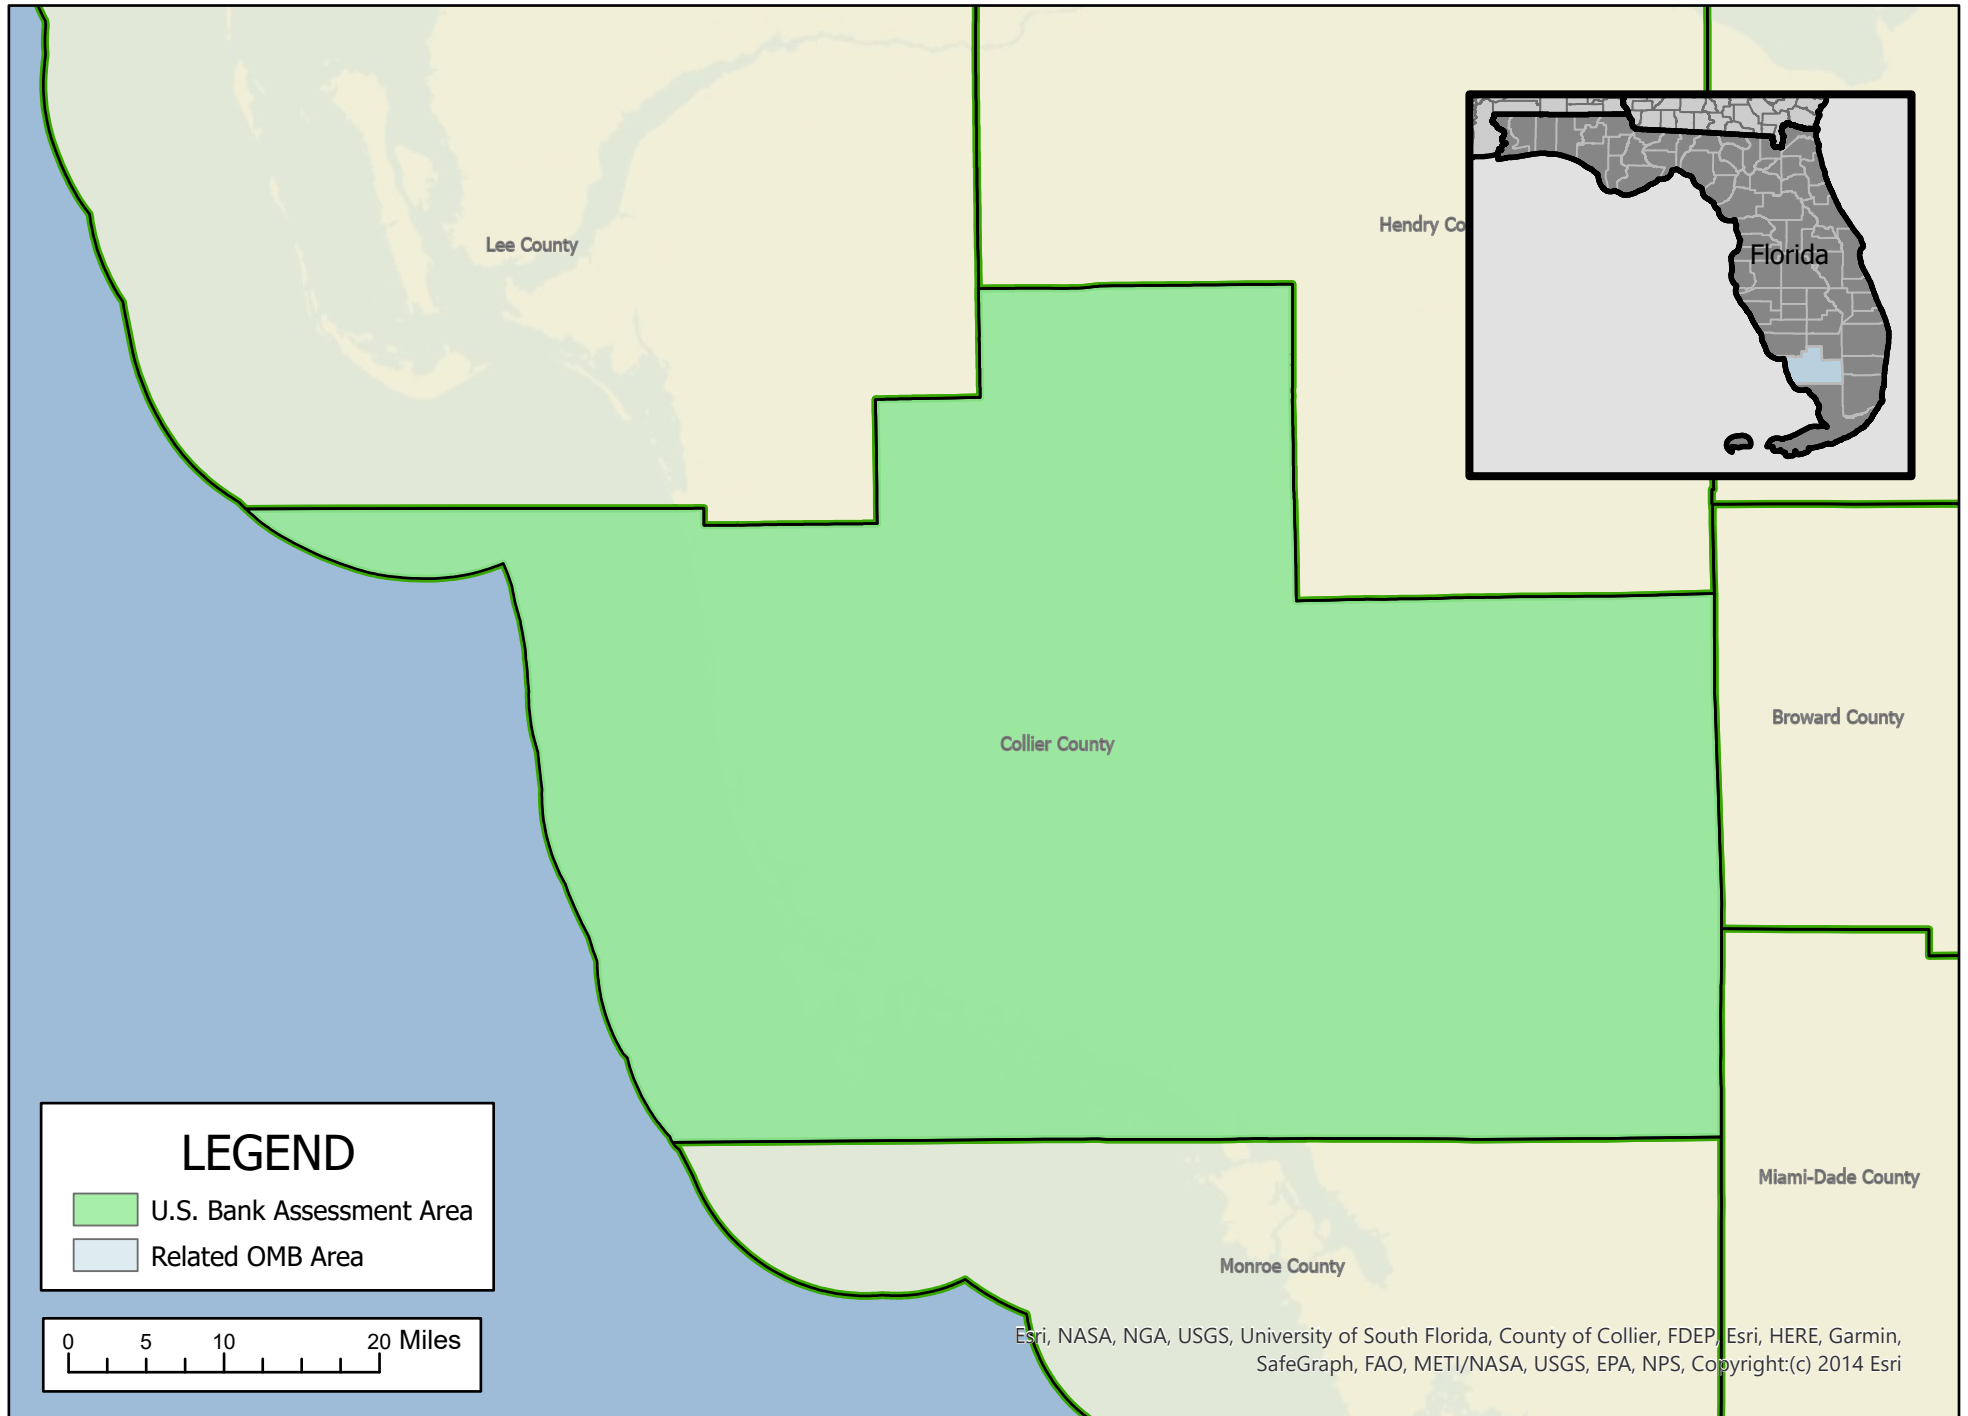 Lee County
Hendry Co
Florida
Collier County
Broward County
Miami-Dade County
Monroe County
LEGEND
U.S. Bank Assessment Area
Related OMB Area
0 5 10 20 Miles
Esri, NASA, NGA, USGS, University of South Florida, County of Collier, FDEP, Esri, HERE, Garmin,
SafeGraph, FAO, METI/NASA, USGS, EPA, NPS, Copyright:(c) 2014 Esri